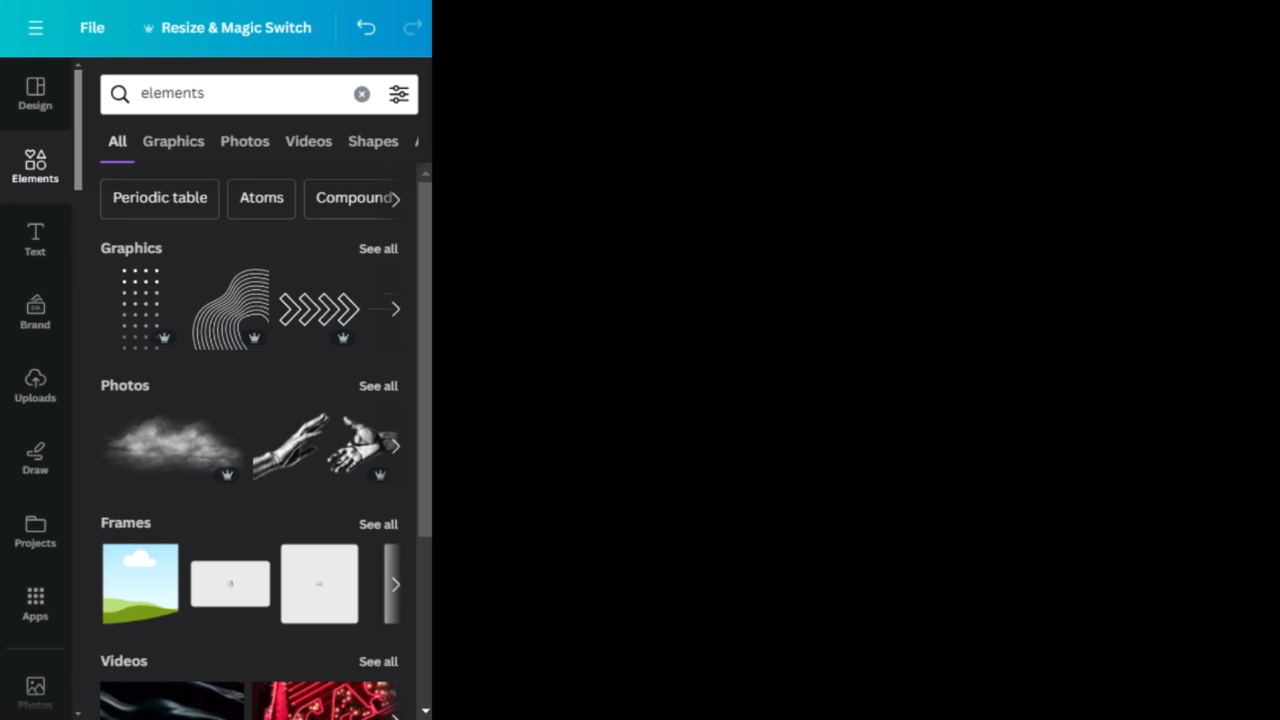 File
Resize & Magic Switch
Design
Elements
Text
CO.
Brand
Uploads
Draw
Projects
Apps
Photos
elements
All Graphics Photos Videos Shapes
Periodic table Atoms Compound
Graphics See all
Photos See all
Frames See all
Videos See all